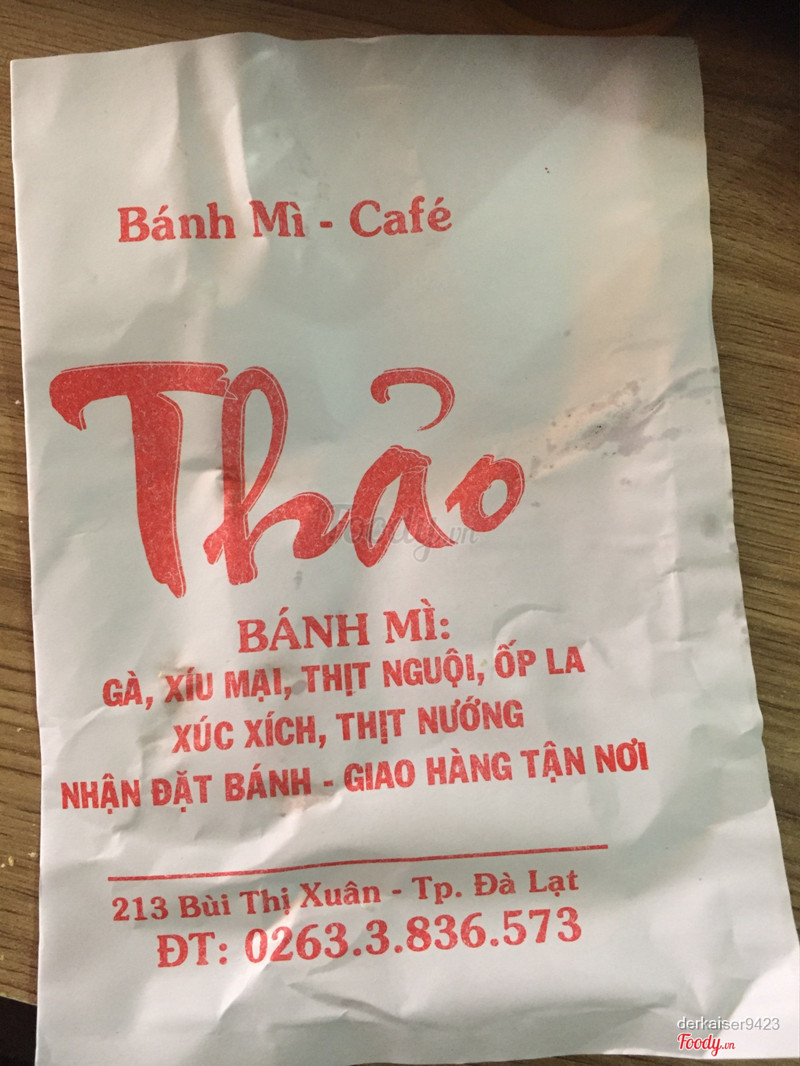 Bánh Mì - Café
Thảo
Foody.vn
BÁNH MÌ:
GÀ, XÍU MẠI, THỊT NGUỘI, ỐP LA
XÚC XÍCH, THỊT NƯỚNG
NHẬN ĐẶT BÁNH - GIAO HÀNG TẬN NƠI
213 Bùi Thị Xuân - Tp. Đà Lạt
ĐT: 0263.3.836.573
derkaiser9423
Foody.vn